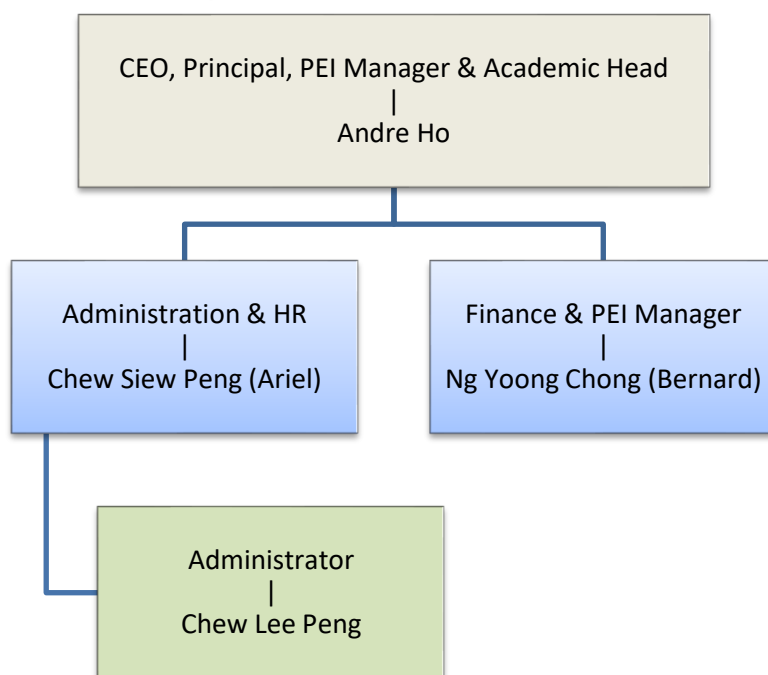 CEO, Principal, PEI Manager & Academic Head
|
Andre Ho
Administration & HR
|
Chew Siew Peng (Ariel)
Finance & PEI Manager
|
Ng Yoong Chong (Bernard)
Administrator
|
Chew Lee Peng